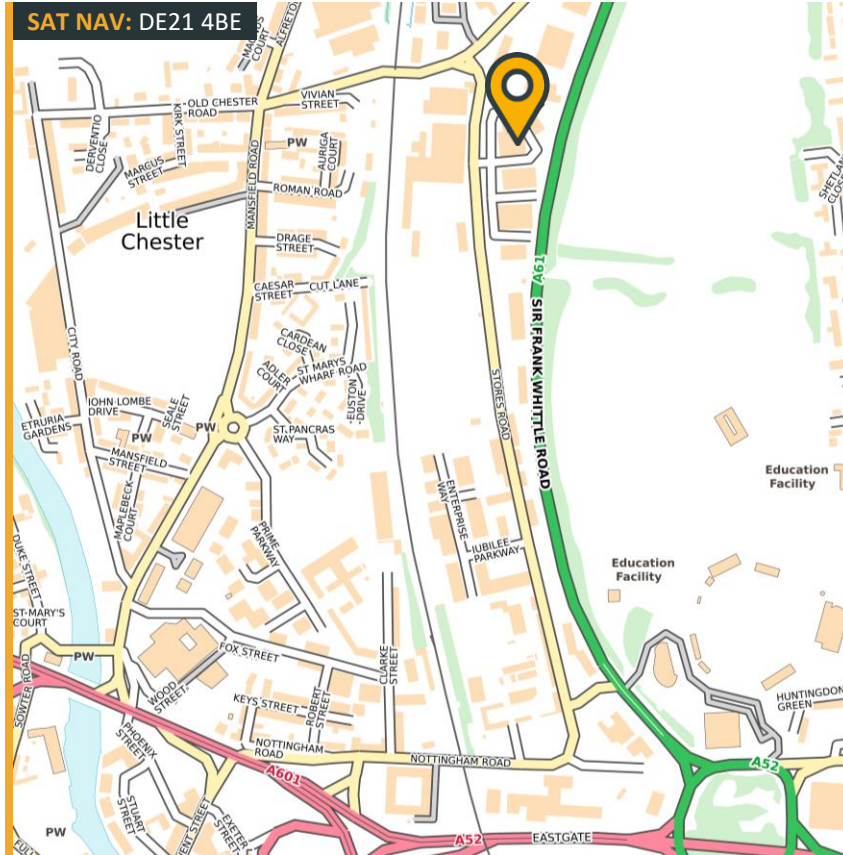 SAT NAV: DE21 4BE
MAGNUS
COURT
ALFRETON
OLD CHESTER
ROAD
VIVIAN
STREET
DERVENTIO
CLOSE
KIRK STREET
PW
AURIGA
COURT
MARCUS
STREET
MANSFIELD ROAD
ROMAN ROAD
SHETLAND
CLOSE
Little
Chester
DRAGE
STREET
A61
CAESAR
STREET
CUT LANE
SIR FRANK WHITTLE ROAD
CITY ROAD
CARDEAN
CLOSE
ADLER
COURT
ST MARYS
WHARF ROAD
EUSTON
DRIVE
STORES ROAD
JOHN LOMBE
DRIVE
SEALE
STREET
ETRURIA
GARDENS
PW
PW
ST.PANCRAS
WAY
MANSFIELD
STREET
MAPLEBECK
COURT
ENTERPRISE
WAY
Education
Facility
PRIME
PARKWAY
JUBILEE
PARKWAY
DUKE STREET
Education
Facility
ST-MARY'S
COURT
PW
FOX STREET
CLARKE
STREET
SOWTER ROAD
WOOD
STREET
KEYS STREET
ROBERT
STREET
HUNTINGDON
GREEN
PHOENIX
STREET
NOTTINGHAM
ROAD
NOTTINGHAM ROAD
A52
A601
STUART
STREET
EXETER
STREET
PW
A52
EASTGATE